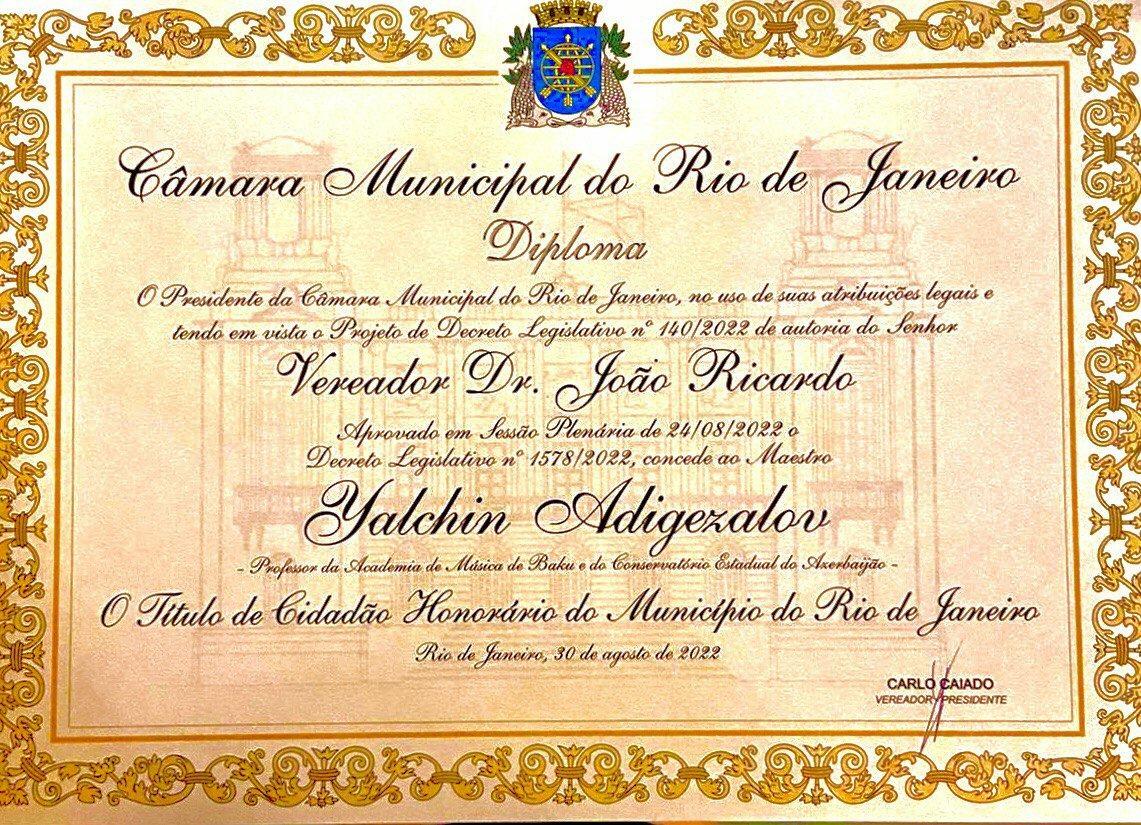 Câmara Municipal do Rio de Janeiro
Diploma
O Presidente da Câmara Municipal do Rio de Janeiro, no uso de suas atribuições legais e
tendo em vista o Projeto de Decreto Legislativo nº 140/2022 de autoria do Senhor
Vereador Dr. João Ricardo
Aprovado em Sessão Plenária de 24/08/2022 o
Decreto Legislativo nº 1578/2022, concede ao Maestro
Yalchin Adigezalov
- Professor da Academia de Música de Baku e do Conservatório Estadual do Azerbaijão -
O Título de Cidadão Honorário do Município do Rio de Janeiro
Rio de Janeiro, 30 de agosto de 2022
CARLO CAIADO
VEREADOR PRESIDENTE